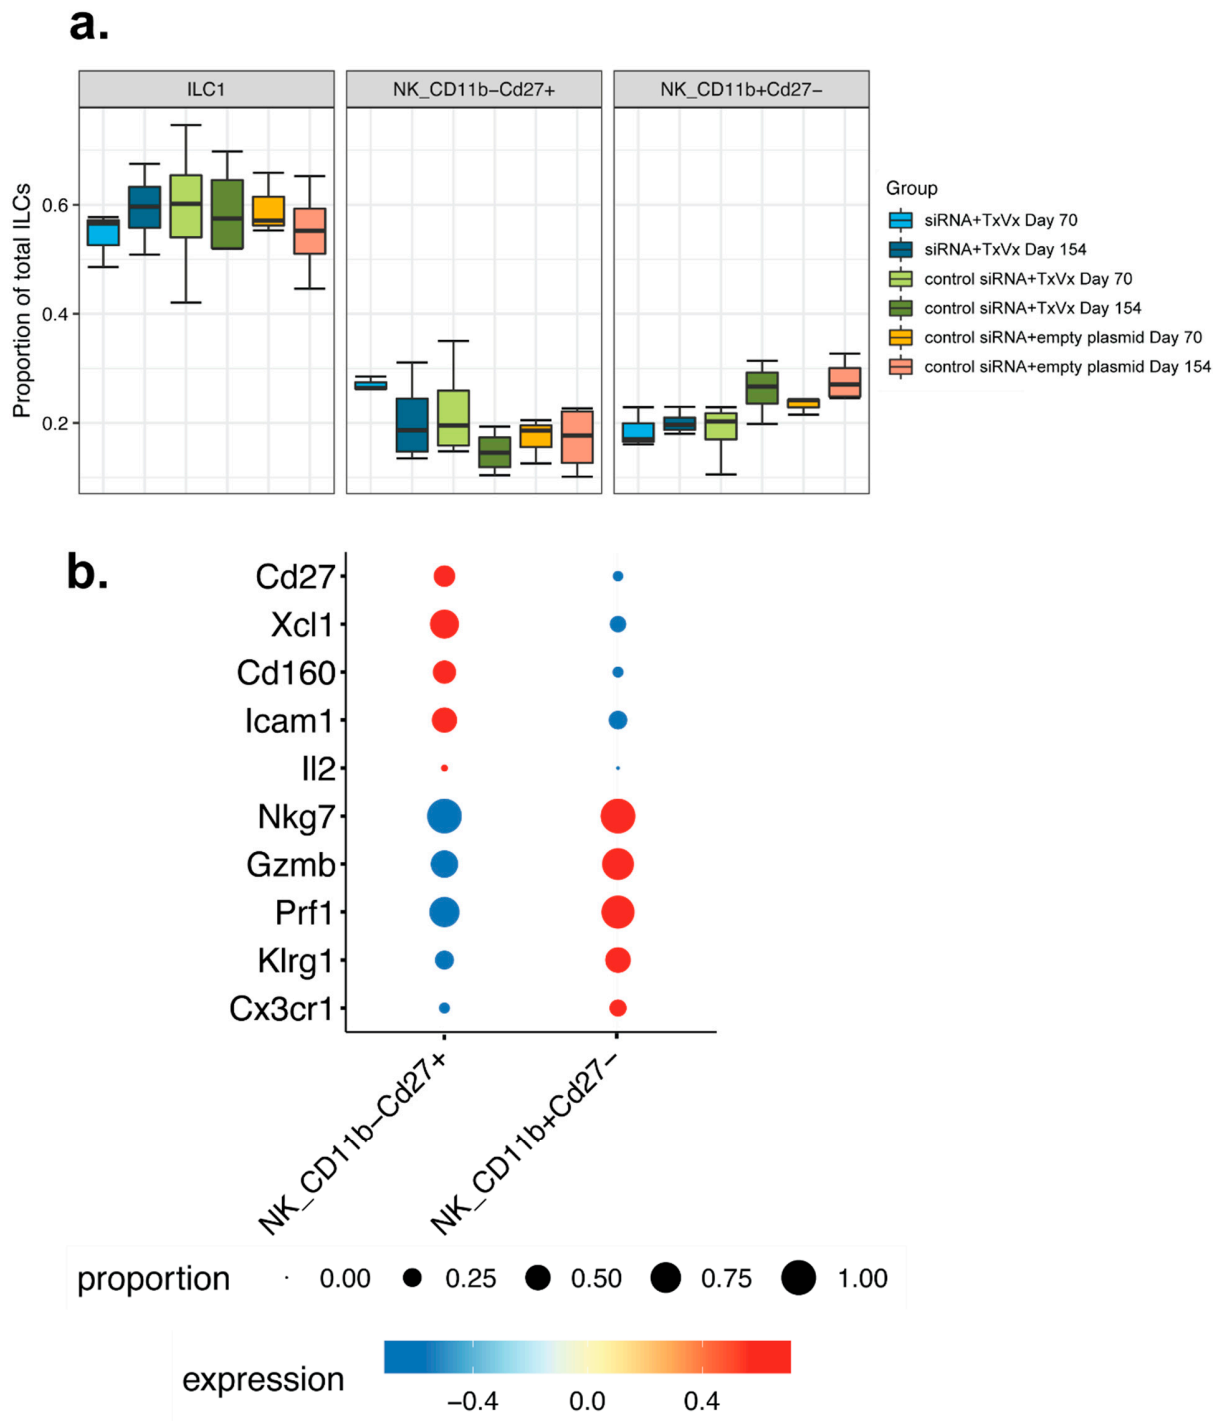 a.
ILC1 NK_CD11b−Cd27+ NK_CD11b+Cd27−
Proportion of total ILCs
0.6
0.4
0.2
Group
siRNA+TxVx Day 70
siRNA+TxVx Day 154
control siRNA+TxVx Day 70
control siRNA+TxVx Day 154
control siRNA+empty plasmid Day 70
control siRNA+empty plasmid Day 154
b.
Cd27
Xcl1
Cd160
Icam1
Il2
Nkg7
Gzmb
Prf1
Klrg1
Cx3cr1
NK_CD11b−Cd27+
NK_CD11b+Cd27−
proportion 0.00 0.25 0.50 0.75 1.00
expression
−0.4 0.0 0.4